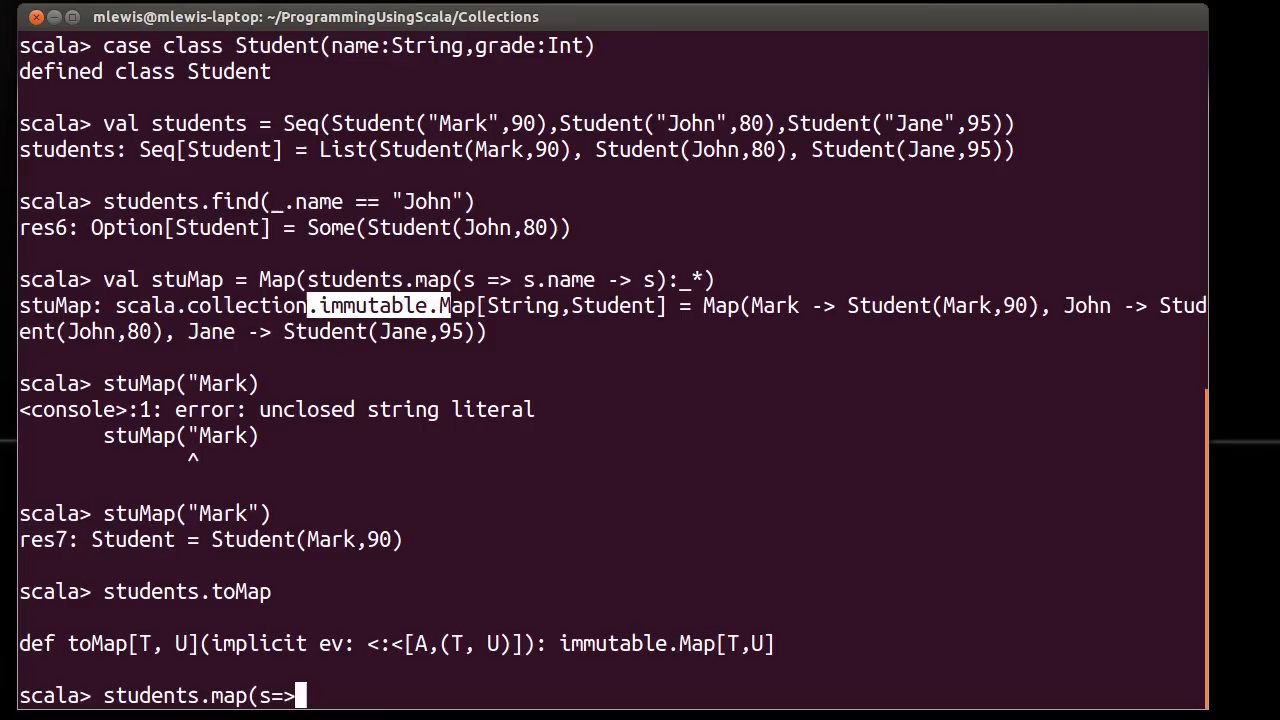 mlewis@mlewis-laptop: ~/ProgrammingUsingScala/Collections
scala> case class Student(name:String,grade:Int)
defined class Student
scala> val students = Seq(Student("Mark",90),Student("John",80),Student("Jane",95))
students: Seq[Student] = List(Student(Mark,90), Student(John,80), Student(Jane,95))
scala> students.find(_.name == "John")
res6: Option[Student] = Some(Student(John,80))
scala> val stuMap = Map(students.map(s => s.name -> s):_*)
stuMap: scala.collection.immutable.Map[String,Student] = Map(Mark -> Student(Mark,90), John -> Stud
ent(John,80), Jane -> Student(Jane,95))
scala> stuMap("Mark)
<console>:1: error: unclosed string literal
stuMap("Mark)
^
scala> stuMap("Mark")
res7: Student = Student(Mark,90)
scala> students.toMap
def toMap[T, U](implicit ev: <:<[A,(T, U)]): immutable.Map[T,U]
scala> students.map(s=>